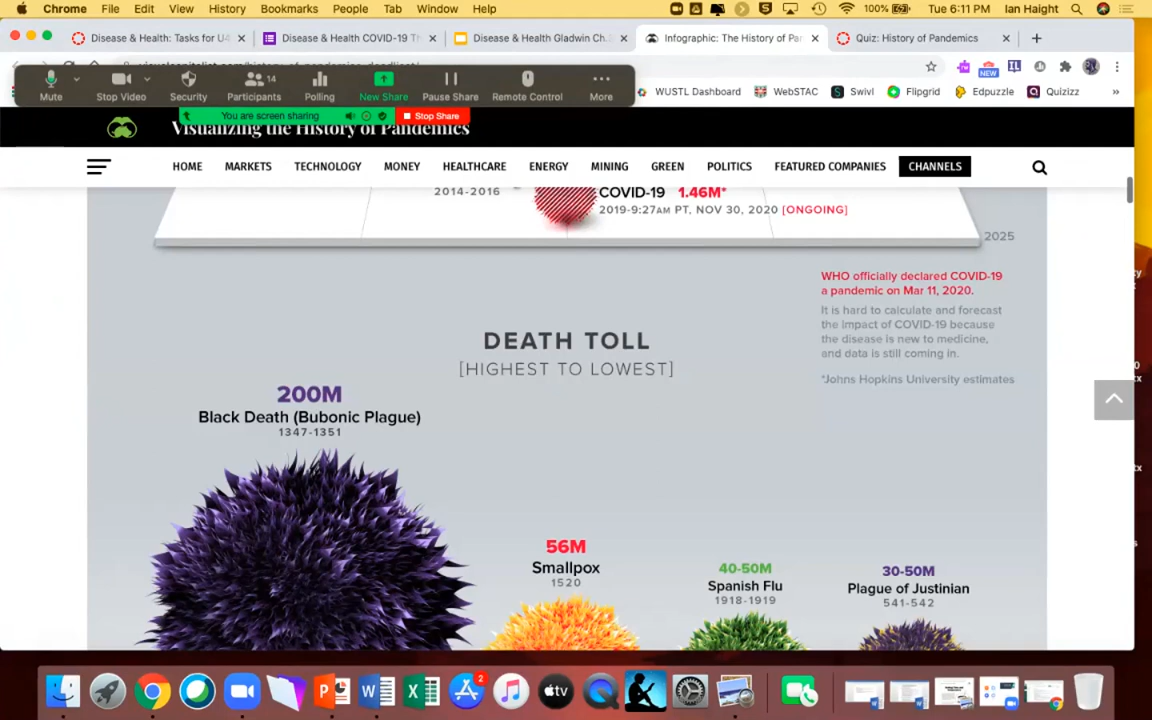 Chrome File Edit View History Bookmarks People Tab Window Help 100% Tue 6:11 PM Ian Haight
Disease & Health: Tasks for U4 Disease & Health COVID-19 Th Disease & Health Gladwin Ch. Infographic: The History of Pan Quiz: History of Pandemics
NEW
Mute Stop Video Security Participants 14 Polling New Share Pause Share Remote Control More
WUSTL Dashboard WebSTAC Swivl Flipgrid Edpuzzle Quizizz »
You are screen sharing Stop Share
Visualizing the History of Pandemics
HOME MARKETS TECHNOLOGY MONEY HEALTHCARE ENERGY MINING GREEN POLITICS FEATURED COMPANIES CHANNELS
2014-2016
COVID-19 1.46M*
2019-9:27AM PT, NOV 30, 2020 [ONGOING]
2025
WHO officially declared COVID-19
a pandemic on Mar 11, 2020.
It is hard to calculate and forecast
the impact of COVID-19 because
the disease is new to medicine,
and data is still coming in.
*Johns Hopkins University estimates
DEATH TOLL
[HIGHEST TO LOWEST]
200M
Black Death (Bubonic Plague)
1347-1351
56M
Smallpox
1520
40-50M
Spanish Flu
1918-1919
30-50M
Plague of Justinian
541-542
2
tv